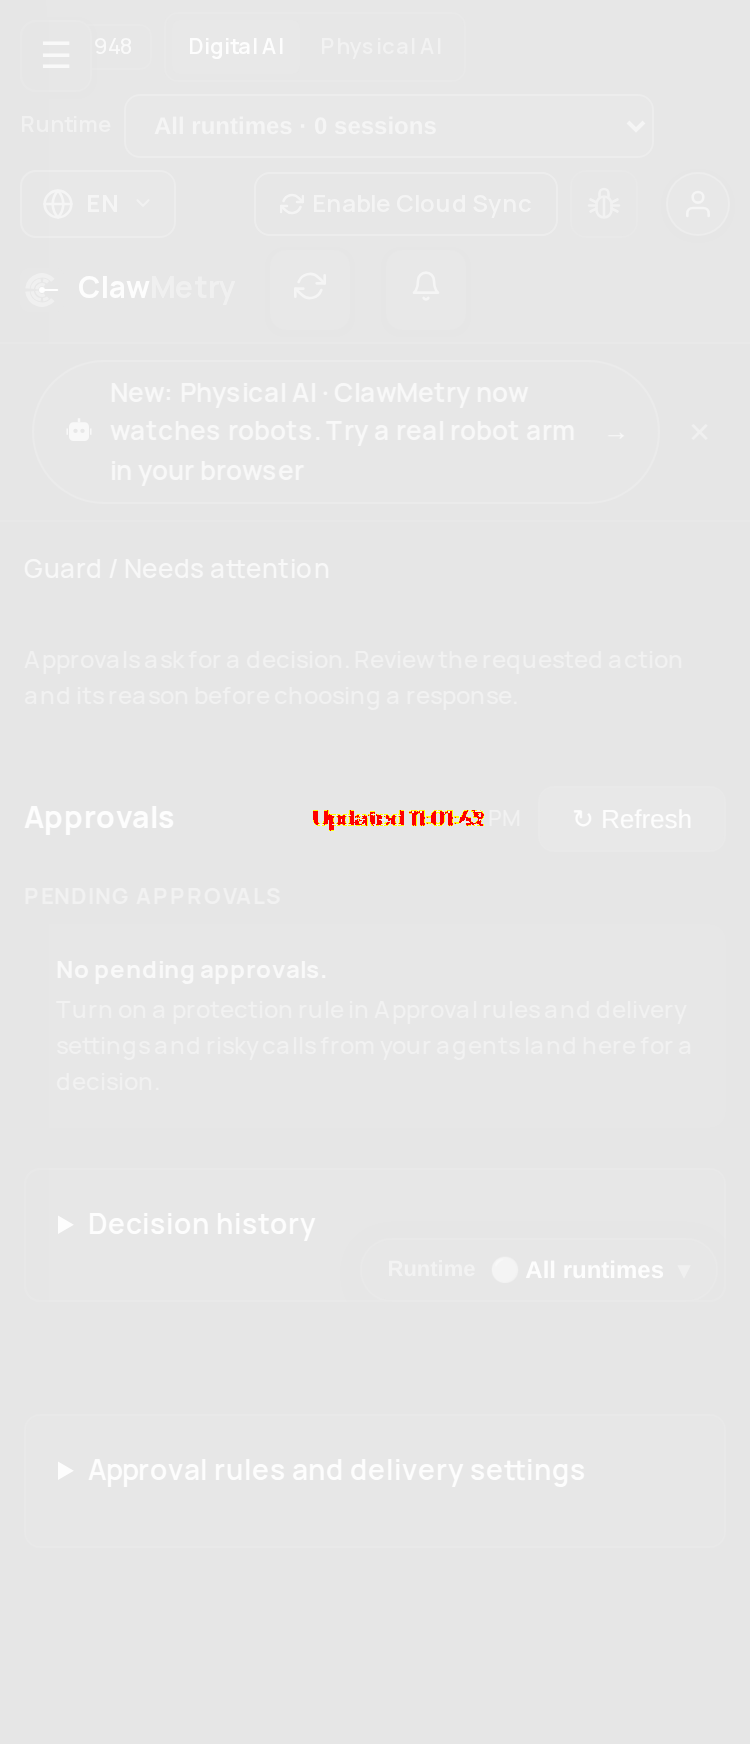 948
Digital AI
Physical AI
Runtime
All runtimes · 0 sessions
EN
Enable Cloud Sync
ClawMetry
New: Physical AI · ClawMetry now
watches robots. Try a real robot arm →
in your browser
Guard / Needs attention
Approvals ask for a decision. Review the requested action
and its reason before choosing a response.
Approvals
Updated PM
↻ Refresh
PENDING APPROVALS
No pending approvals.
Turn on a protection rule in Approval rules and delivery
settings and risky calls from your agents land here for a
decision.
▶ Decision history
Runtime All runtimes ▼
▶ Approval rules and delivery settings